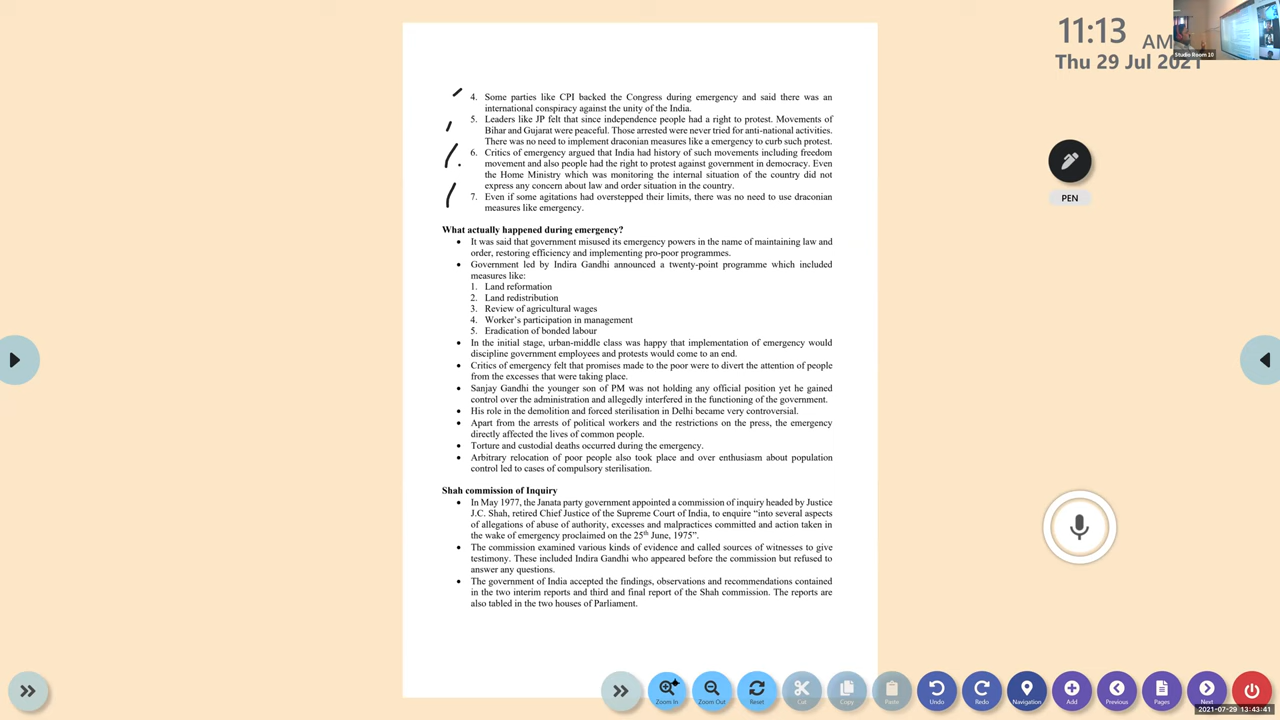 11:13 AM
Thu 29 Jul 2021
Studio Room 10
4. Some parties like CPI backed the Congress during emergency and said there was an
international conspiracy against the unity of the India.
5. Leaders like JP felt that since independence people had a right to protest. Movements of
Bihar and Gujarat were peaceful. Those arrested were never tried for anti-national activities.
There was no need to implement draconian measures like a emergency to curb such protest.
6. Critics of emergency argued that India had history of such movements including freedom
movement and also people had the right to protest against government in democracy. Even
the Home Ministry which was monitoring the internal situation of the country did not
express any concern about law and order situation in the country.
7. Even if some agitations had overstepped their limits, there was no need to use draconian
measures like emergency.
What actually happened during emergency?
• It was said that government misused its emergency powers in the name of maintaining law and
order, restoring efficiency and implementing pro-poor programmes.
• Government led by Indira Gandhi announced a twenty-point programme which included
measures like:
1. Land reformation
2. Land redistribution
3. Review of agricultural wages
4. Worker's participation in management
5. Eradication of bonded labour
• In the initial stage, urban-middle class was happy that implementation of emergency would
discipline government employees and protests would come to an end.
• Critics of emergency felt that promises made to the poor were to divert the attention of people
from the excesses that were taking place.
• Sanjay Gandhi the younger son of PM was not holding any official position yet he gained
control over the administration and allegedly interfered in the functioning of the government.
• His role in the demolition and forced sterilisation in Delhi became very controversial.
• Apart from the arrests of political workers and the restrictions on the press, the emergency
directly affected the lives of common people.
• Torture and custodial deaths occurred during the emergency.
• Arbitrary relocation of poor people also took place and over enthusiasm about population
control led to cases of compulsory sterilisation.
Shah commission of Inquiry
• In May 1977, the Janata party government appointed a commission of inquiry headed by Justice
J.C. Shah, retired Chief Justice of the Supreme Court of India, to enquire “into several aspects
of allegations of abuse of authority, excesses and malpractices committed and action taken in
the wake of emergency proclaimed on the 25th June, 1975”.
• The commission examined various kinds of evidence and called sources of witnesses to give
testimony. These included Indira Gandhi who appeared before the commission but refused to
answer any questions.
• The government of India accepted the findings, observations and recommendations contained
in the two interim reports and third and final report of the Shah commission. The reports are
also tabled in the two houses of Parliament.
PEN
Zoom In Zoom Out Reset Cut Copy Paste Undo Redo Navigation Add Previous Pages Next
2021-07-29 13:43:41